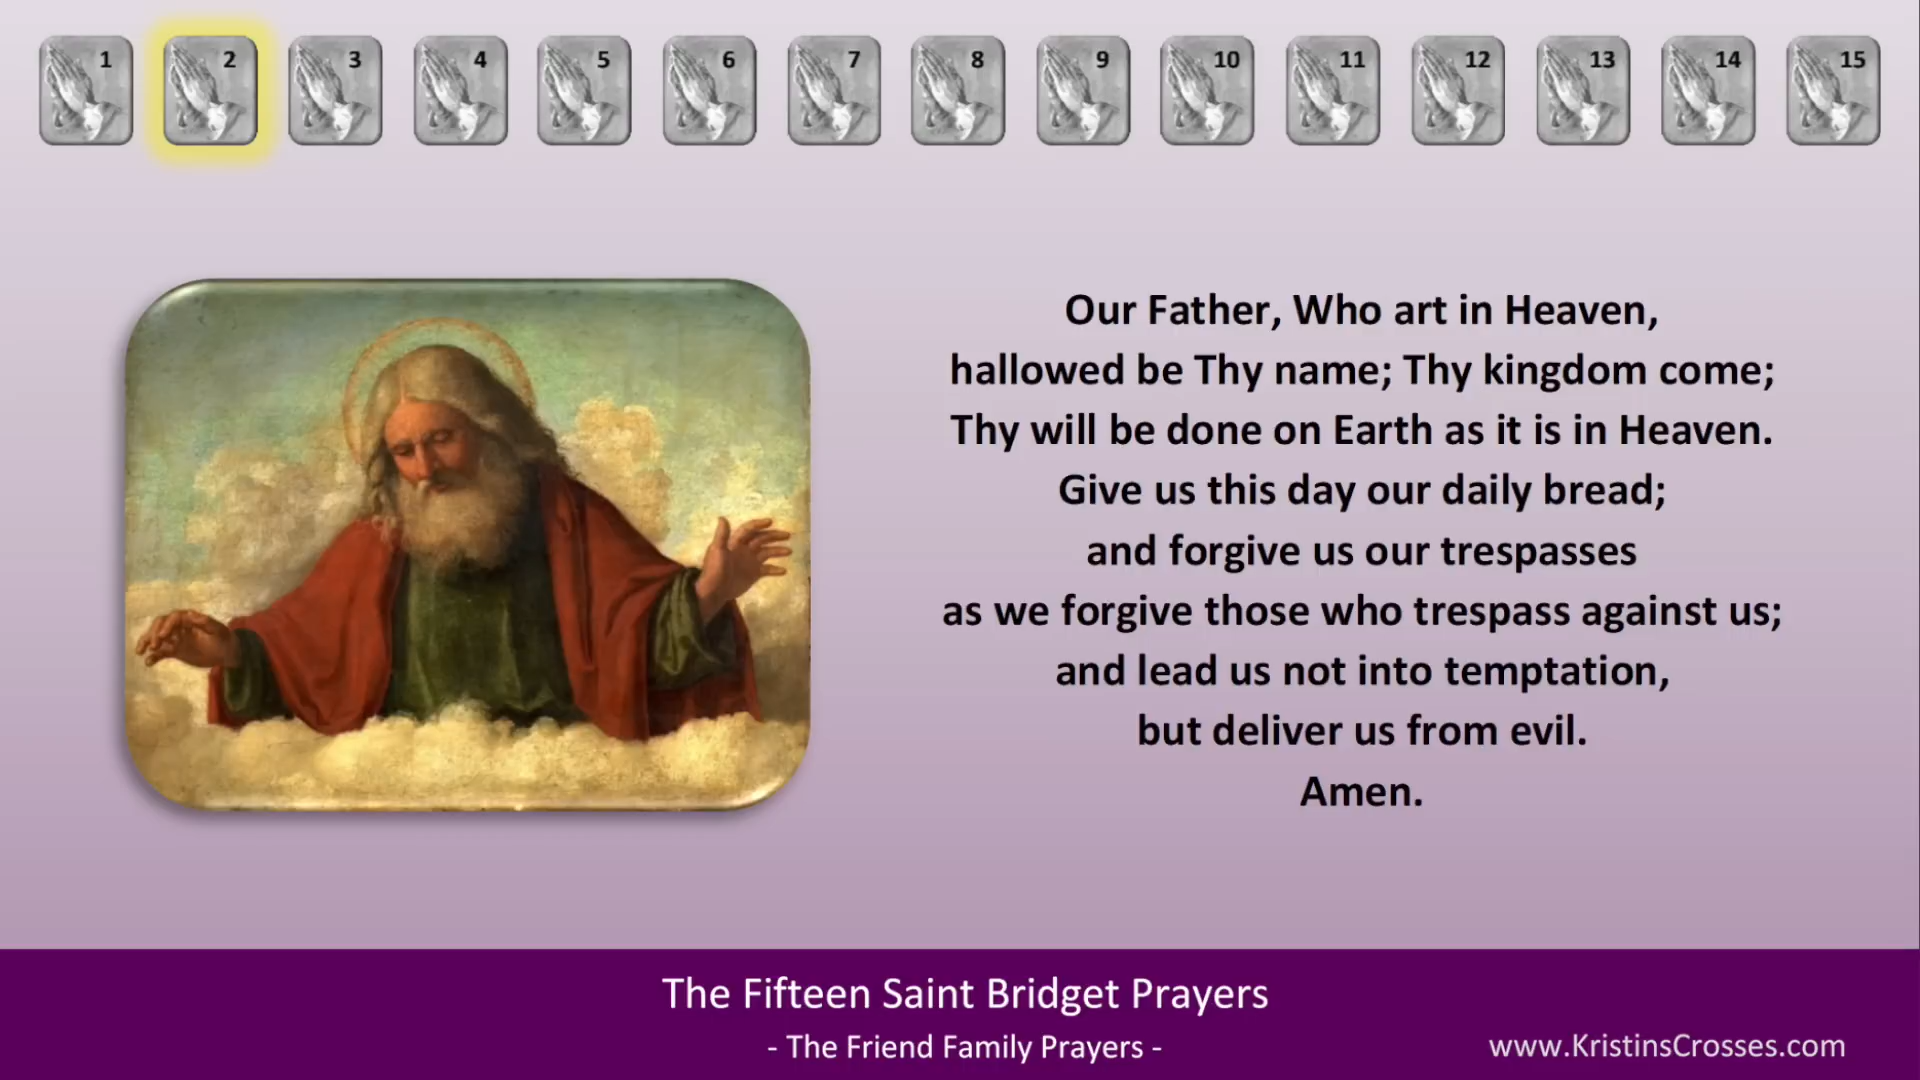 1 2 3 4 5 6 7 8 9 10 11 12 13 14 15
Our Father, Who art in Heaven,
hallowed be Thy name; Thy kingdom come;
Thy will be done on Earth as it is in Heaven.
Give us this day our daily bread;
and forgive us our trespasses
as we forgive those who trespass against us;
and lead us not into temptation,
but deliver us from evil.
Amen.
The Fifteen Saint Bridget Prayers
- The Friend Family Prayers -
www.KristinsCrosses.com